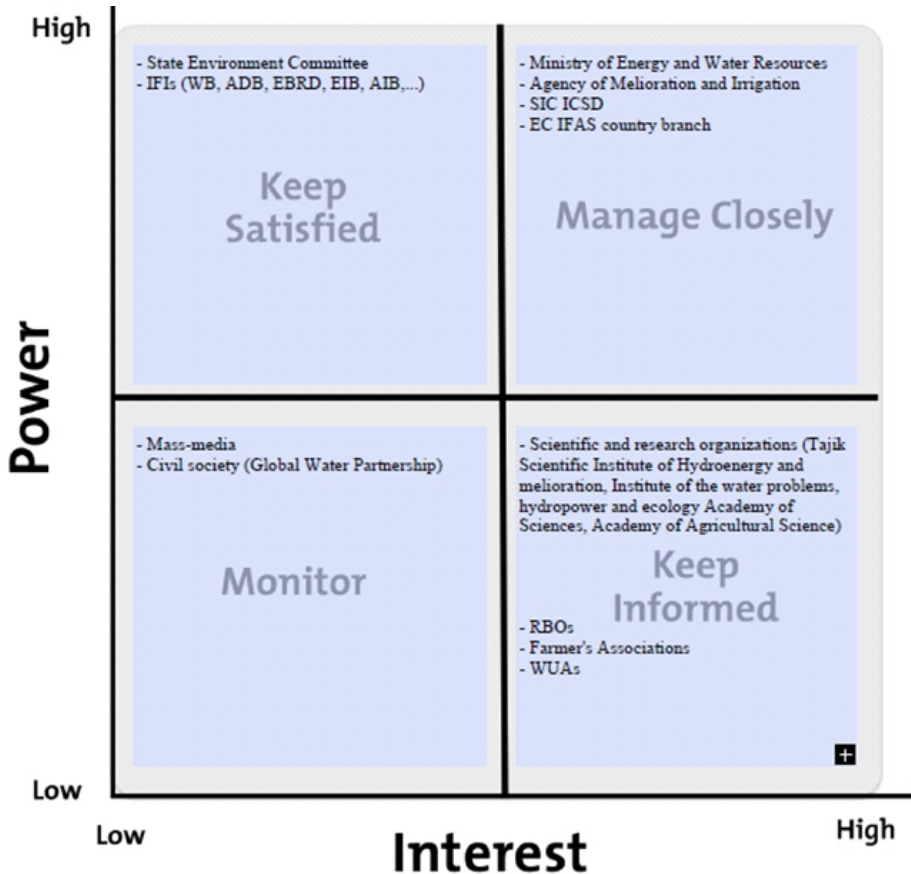 High
- State Environment Committee
- IFIs (WB, ADB, EBRD, EIB, AIB,...)
Keep
Satisfied
- Ministry of Energy and Water Resources
- Agency of Melioration and Irrigation
- SIC ICSD
- EC IFAS country branch
Manage Closely
Power
- Mass-media
- Civil society (Global Water Partnership)
Monitor
- Scientific and research organizations (Tajik
Scientific Institute of Hydroenergy and
melioration, Institute of the water problems,
hydropower and ecology Academy of
Sciences, Academy of Agricultural Science)
Keep
Informed
- RBOs
- Farmer's Associations
- WUAs
+
Low
Low
Interest
High